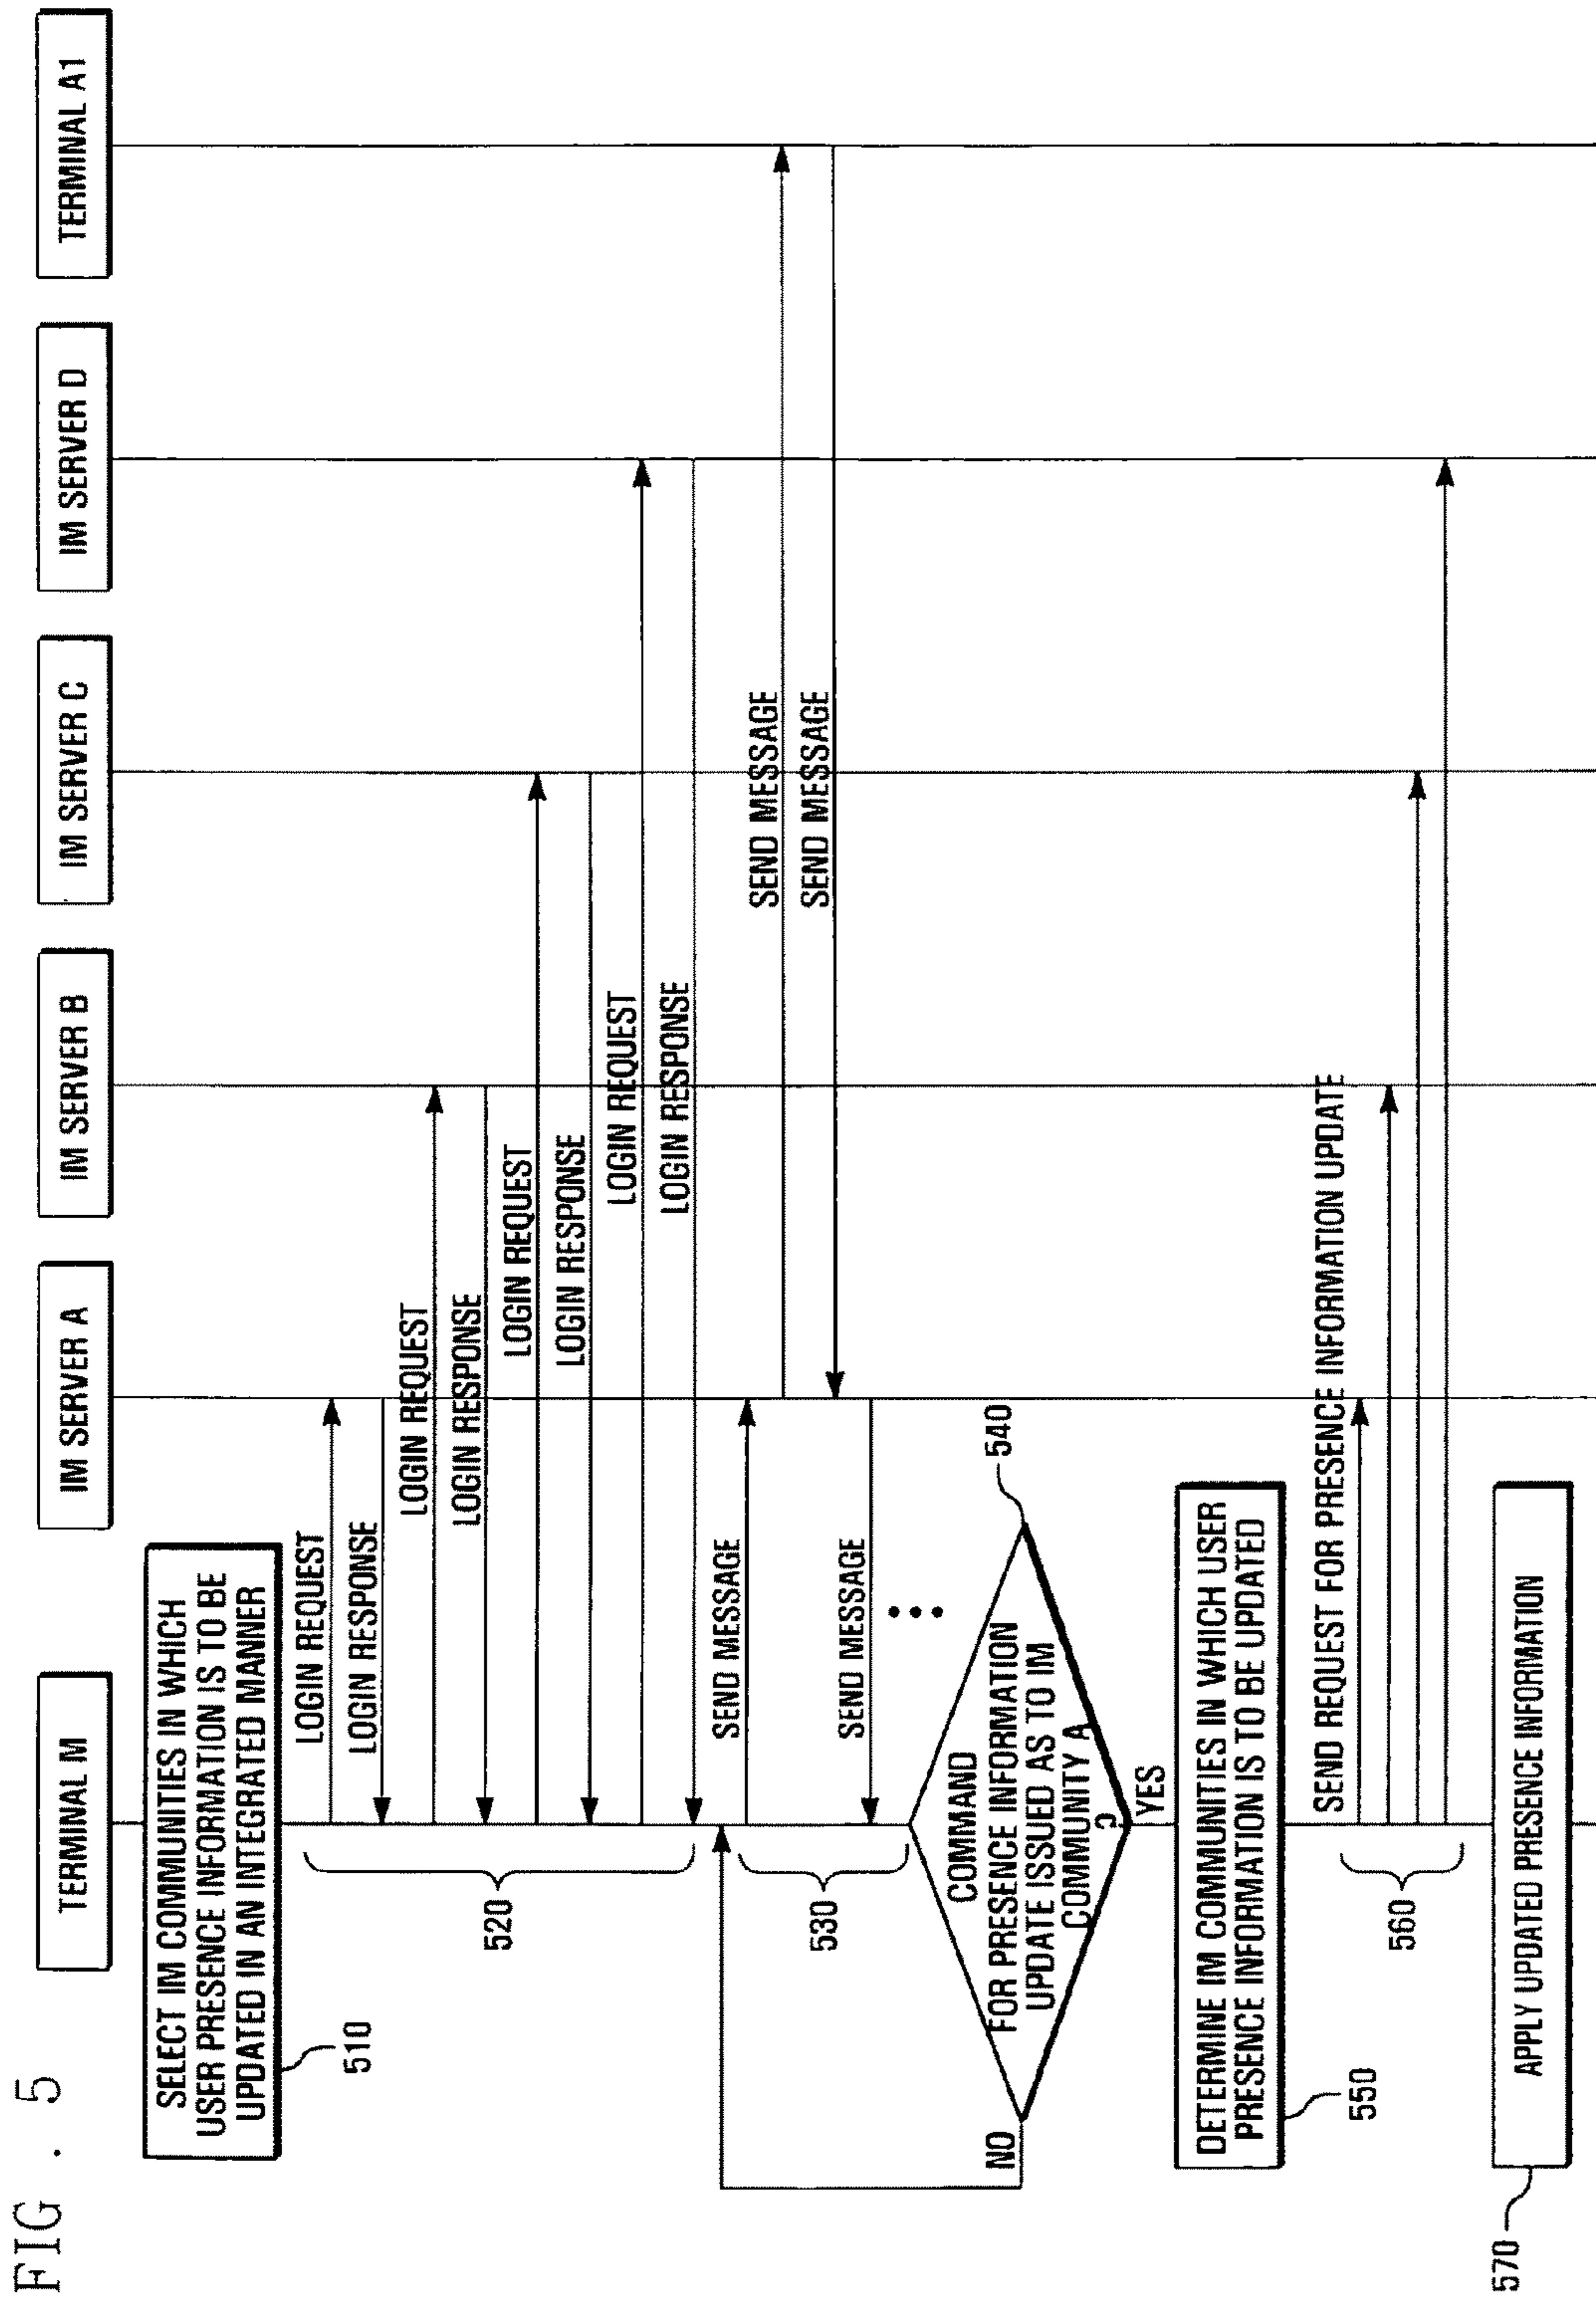 FIG . 5
TERMINAL M
IM SERVER A
IM SERVER B
IM SERVER C
IM SERVER D
TERMINAL A1
SELECT IM COMMUNITIES IN WHICH
USER PRESENCE INFORMATION IS TO BE
UPDATED IN AN INTEGRATED MANNER
510
LOGIN REQUEST
LOGIN RESPONSE
LOGIN REQUEST
LOGIN RESPONSE
LOGIN REQUEST
LOGIN RESPONSE
LOGIN REQUEST
LOGIN RESPONSE
520
SEND MESSAGE
SEND MESSAGE
SEND MESSAGE
SEND MESSAGE
530
COMMAND
FOR PRESENCE INFORMATION
UPDATE ISSUED AS TO IM
COMMUNITY A
?
540
NO
YES
DETERMINE IM COMMUNITIES IN WHICH USER
PRESENCE INFORMATION IS TO BE UPDATED
550
SEND REQUEST FOR PRESENCE INFORMATION UPDATE
560
APPLY UPDATED PRESENCE INFORMATION
570